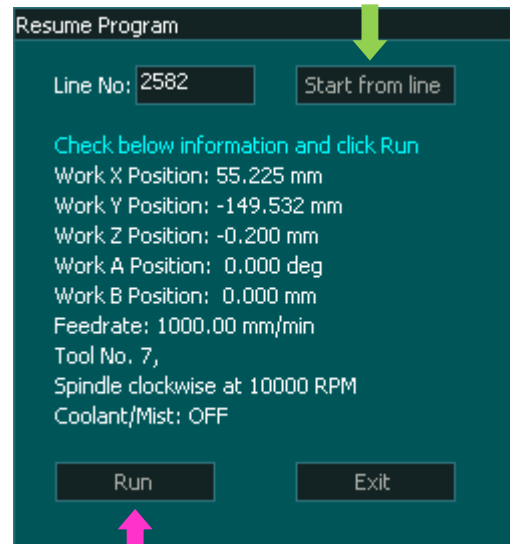 Resume Program
Line No: 2582 Start from line
Check below information and click Run
Work X Position: 55.225 mm
Work Y Position: -149.532 mm
Work Z Position: -0.200 mm
Work A Position: 0.000 deg
Work B Position: 0.000 mm
Feedrate: 1000.00 mm/min
Tool No. 7,
Spindle clockwise at 10000 RPM
Coolant/Mist: OFF
Run Exit